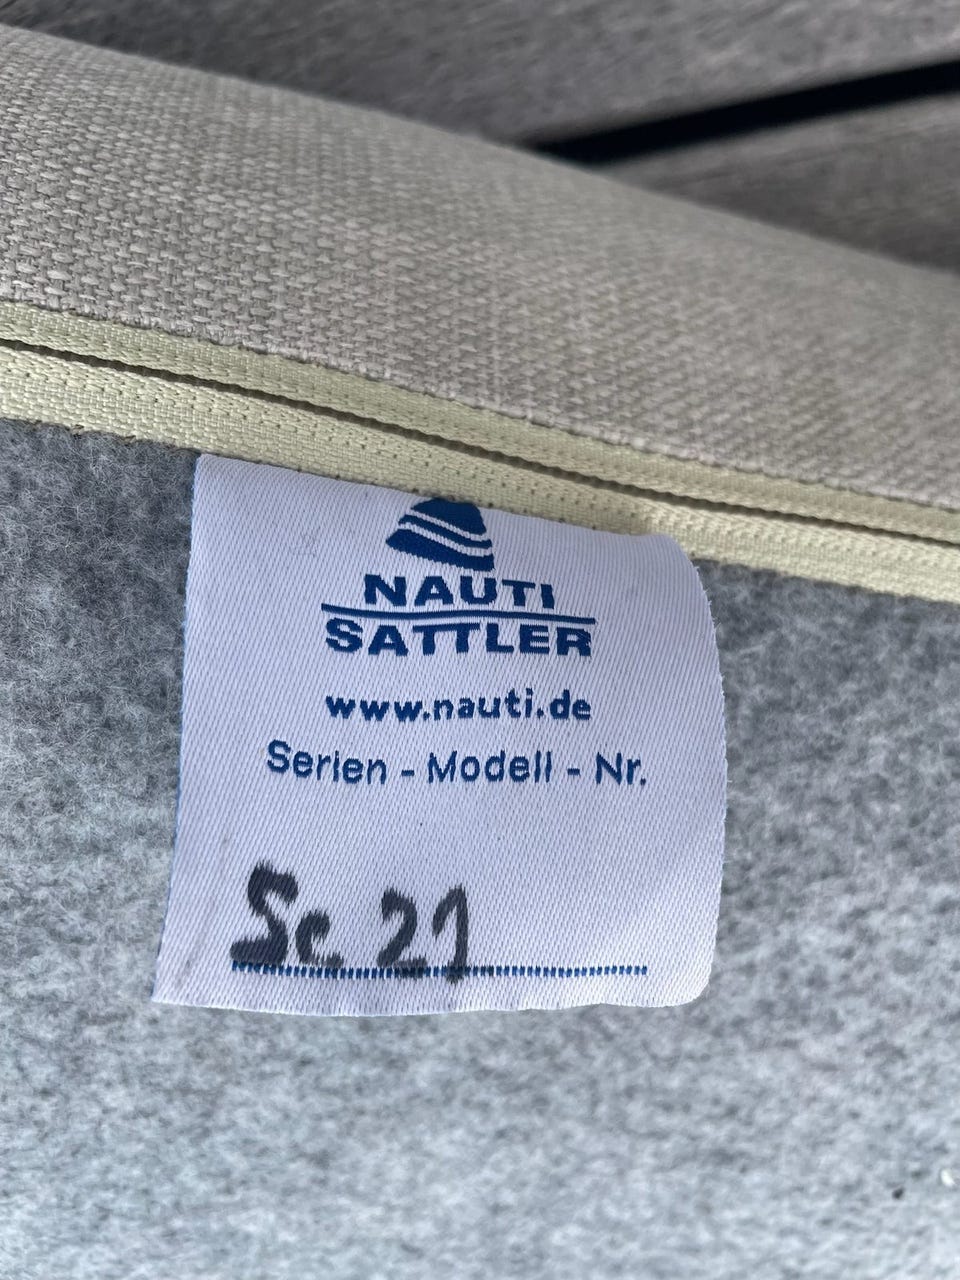 NAUTI
SATTLER
www.nauti.de
Serien - Modell - Nr.
Sc 21